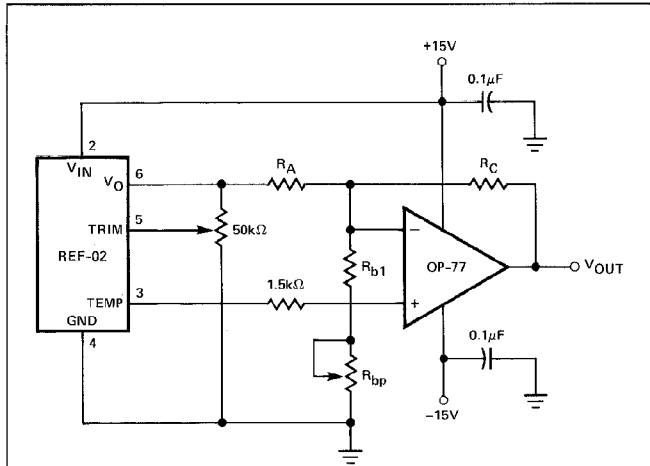 +15V
0.1μF
2
V_IN
6
V_O
R_A
R_C
TRIM
5
50kΩ
REF-02
R_b1
−
OP-77
V_OUT
TEMP
3
1.5kΩ
+
GND
4
R_bp
0.1μF
−15V